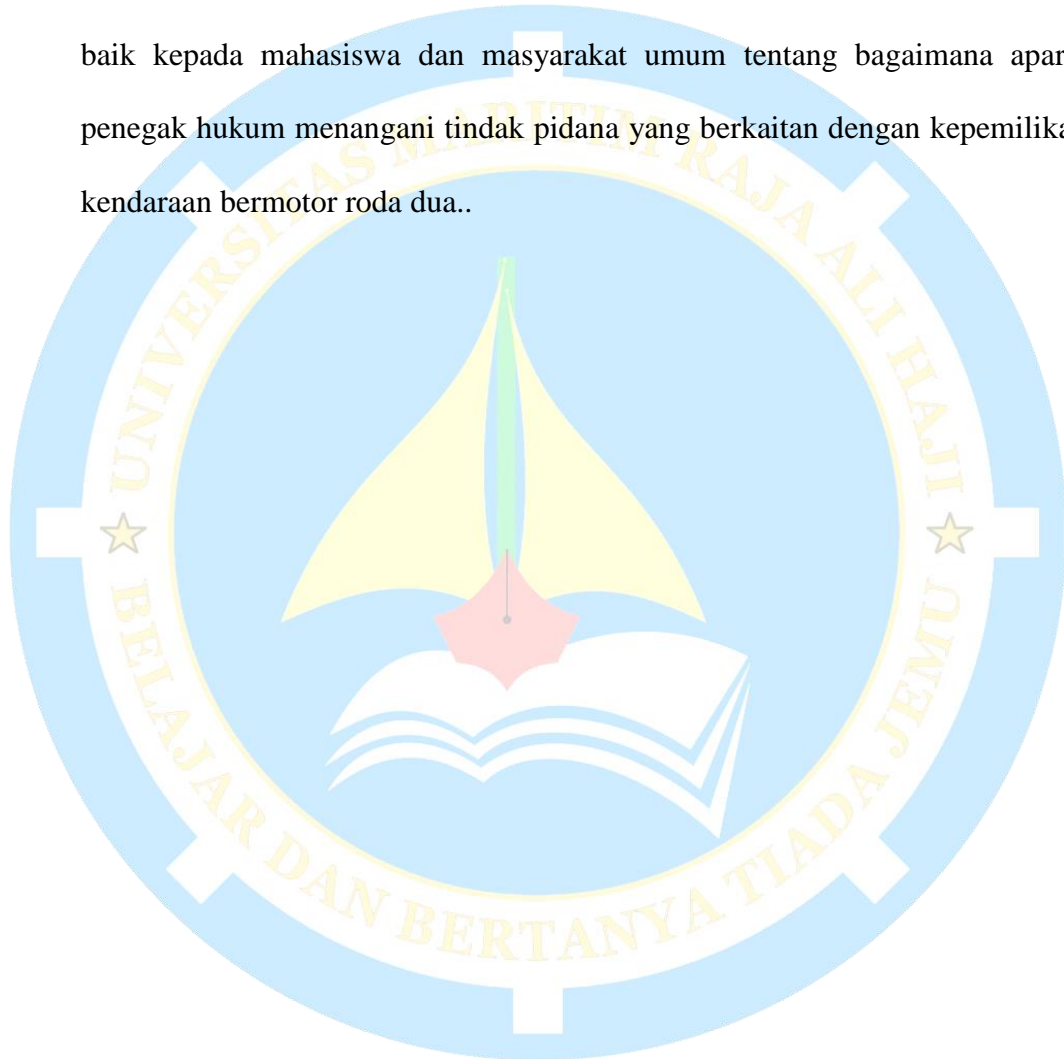 baik kepada mahasiswa dan masyarakat umum tentang bagaimana apar
penegak hukum menangani tindak pidana yang berkaitan dengan kepemilika
kendaraan bermotor roda dua..
UNIVERSITAS MARITIM RAJA ALI HAJI
BELAJAR DAN BERTANYA TIADA JEMU